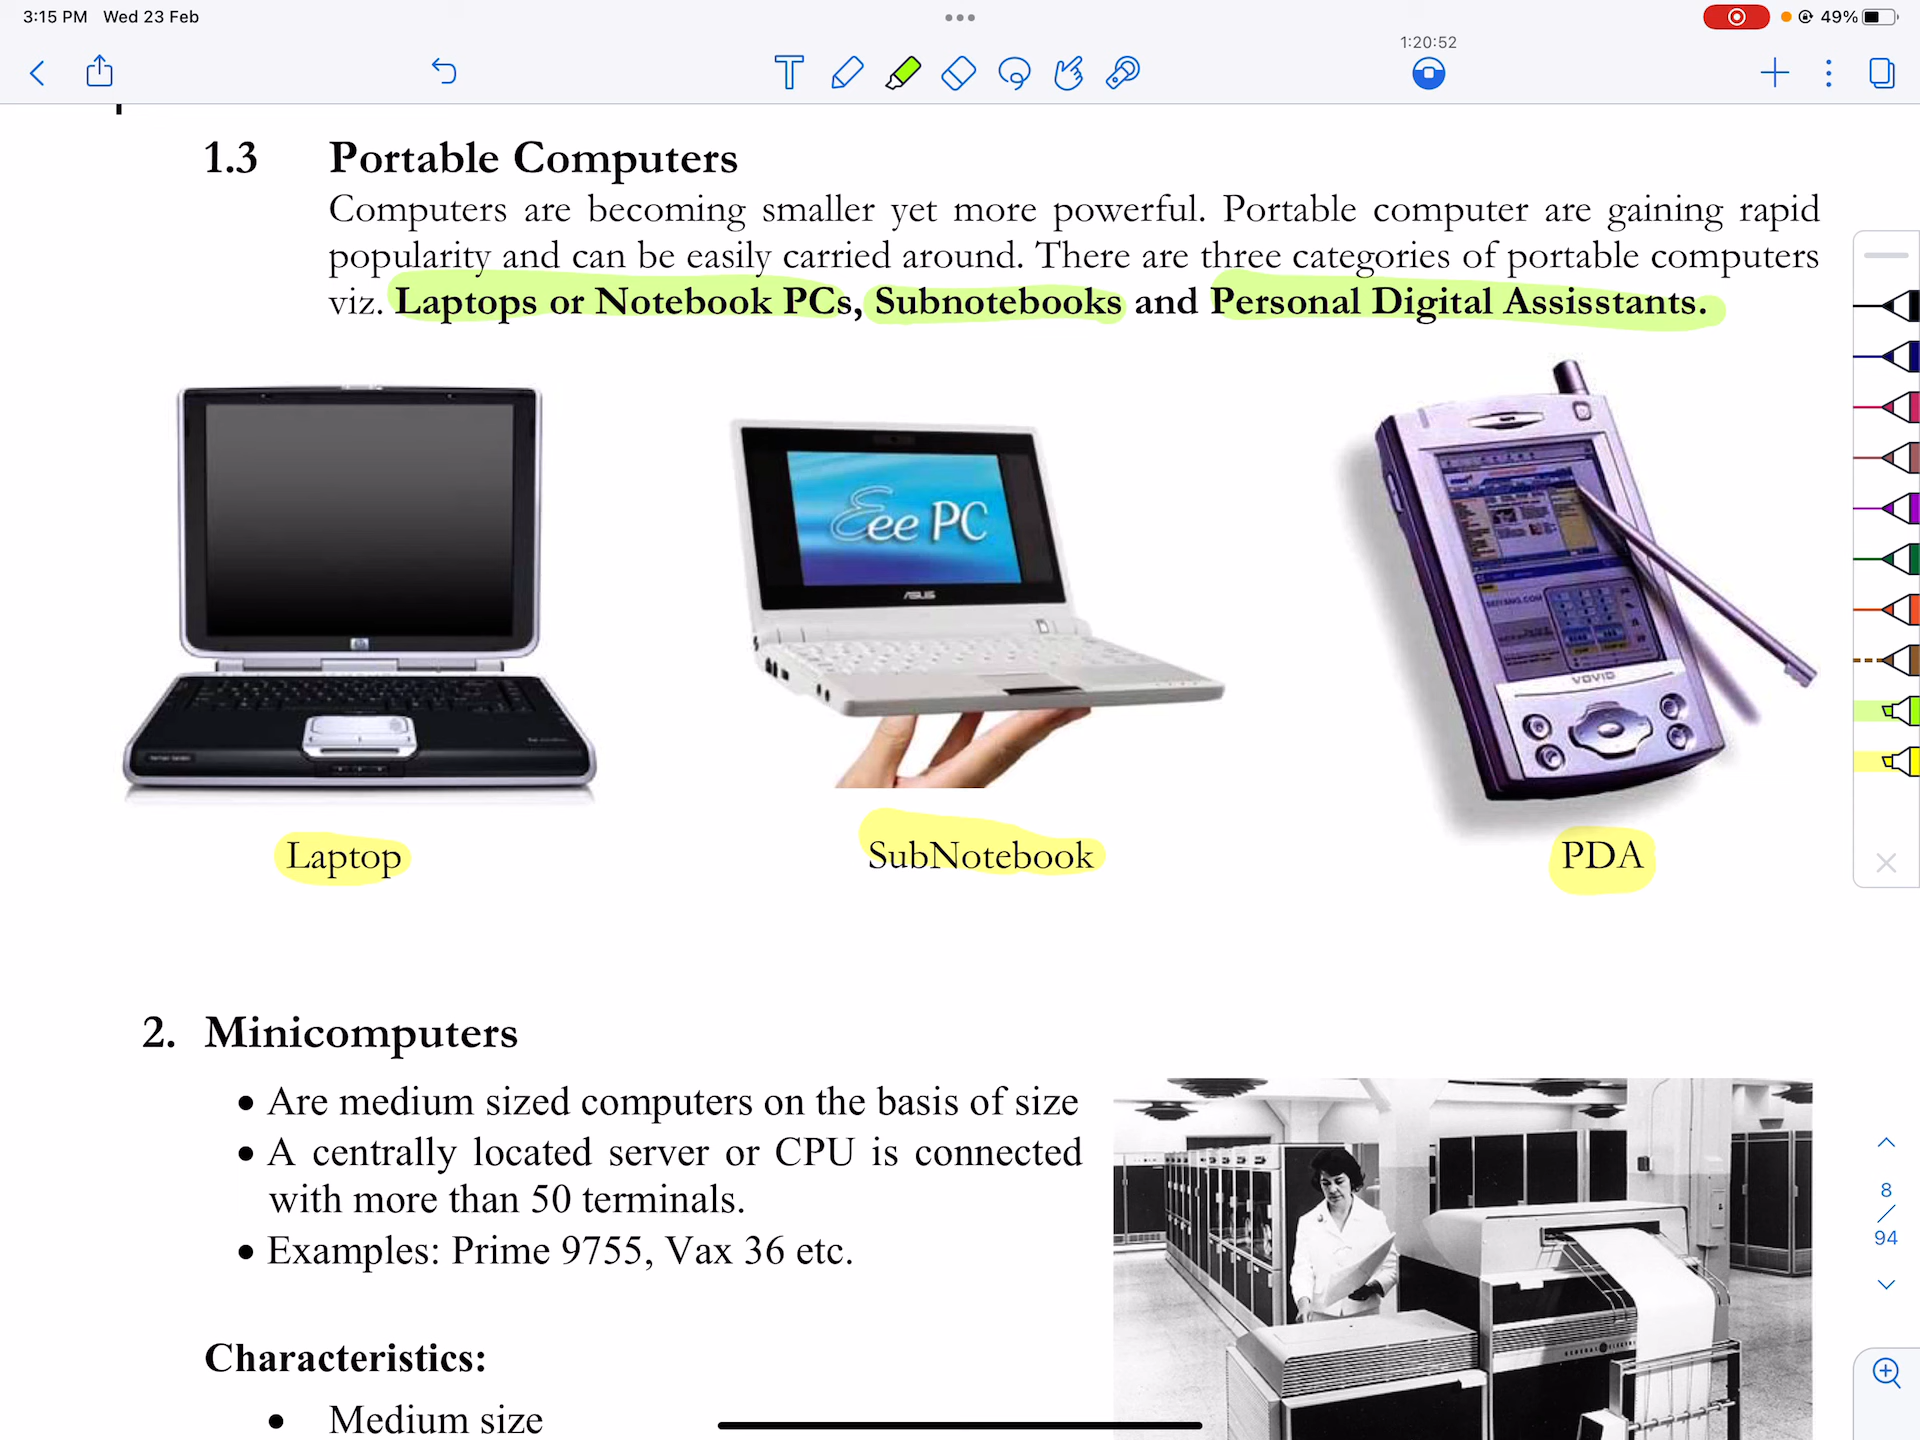 3:15 PM Wed 23 Feb
49%
1:20:52
1.3 Portable Computers
Computers are becoming smaller yet more powerful. Portable computer are gaining rapid
popularity and can be easily carried around. There are three categories of portable computers
viz. Laptops or Notebook PCs, Subnotebooks and Personal Digital Assisstants.
hp
Eee PC
ASUS
VOVIO
Laptop SubNotebook PDA
2. Minicomputers
• Are medium sized computers on the basis of size
• A centrally located server or CPU is connected
with more than 50 terminals.
• Examples: Prime 9755, Vax 36 etc.
8
/
94
Characteristics:
• Medium size
GENERAL ELECTRIC